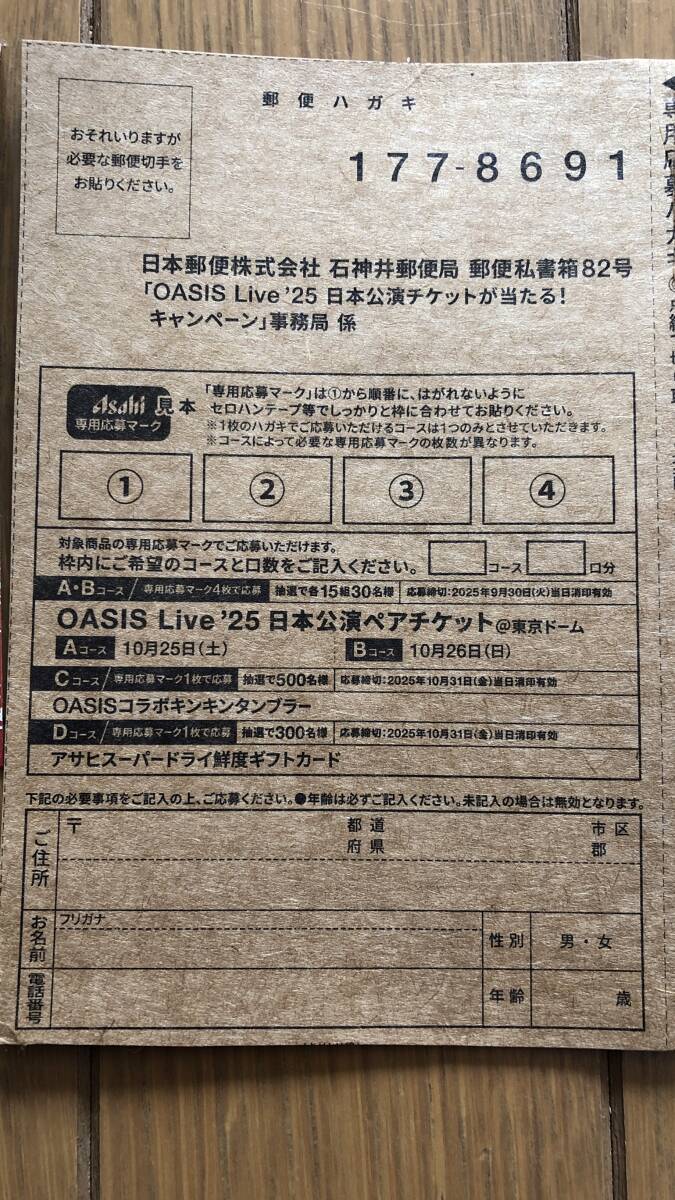 郵便ハガキ
おそれいりますが
必要な郵便切手を
お貼りください。
177-8691
日本郵便株式会社 石神井郵便局 郵便私書箱82号
「OASIS Live '25 日本公演チケットが当たる!
キャンペーン」事務局 係
Asahi 見本
専用応募マーク
「専用応募マーク」は①から順番に、はがれないように
セロハンテープ等でしっかりと枠に合わせてお貼りください。
※1枚のハガキでご応募いただけるコースは1つのみとさせていただきます。
※コースによって必要な専用応募マークの枚数が異なります。
① ② ③ ④
対象商品の専用応募マークでご応募いただけます。
枠内にご希望のコースと口数をご記入ください。 コース 口分
A・Bコース/専用応募マーク4枚で応募 抽選で各15組30名様 応募締切:2025年9月30日(火)当日消印有効
OASIS Live '25 日本公演ペアチケット@東京ドーム
Aコース 10月25日(土) Bコース 10月26日(日)
Cコース/専用応募マーク1枚で応募 抽選で500名様 応募締切:2025年10月31日(金)当日消印有効
OASISコラボキンキンタンブラー
Dコース/専用応募マーク1枚で応募 抽選で300名様 応募締切:2025年10月31日(金)当日消印有効
アサヒスーパードライ鮮度ギフトカード
下記の必要事項をご記入の上、ご応募ください。●年齢は必ずご記入ください。未記入の場合は無効となります。
ご住所 〒 都道府県 市区郡
お名前 フリガナ 性別 男・女
電話番号 年齢 歳